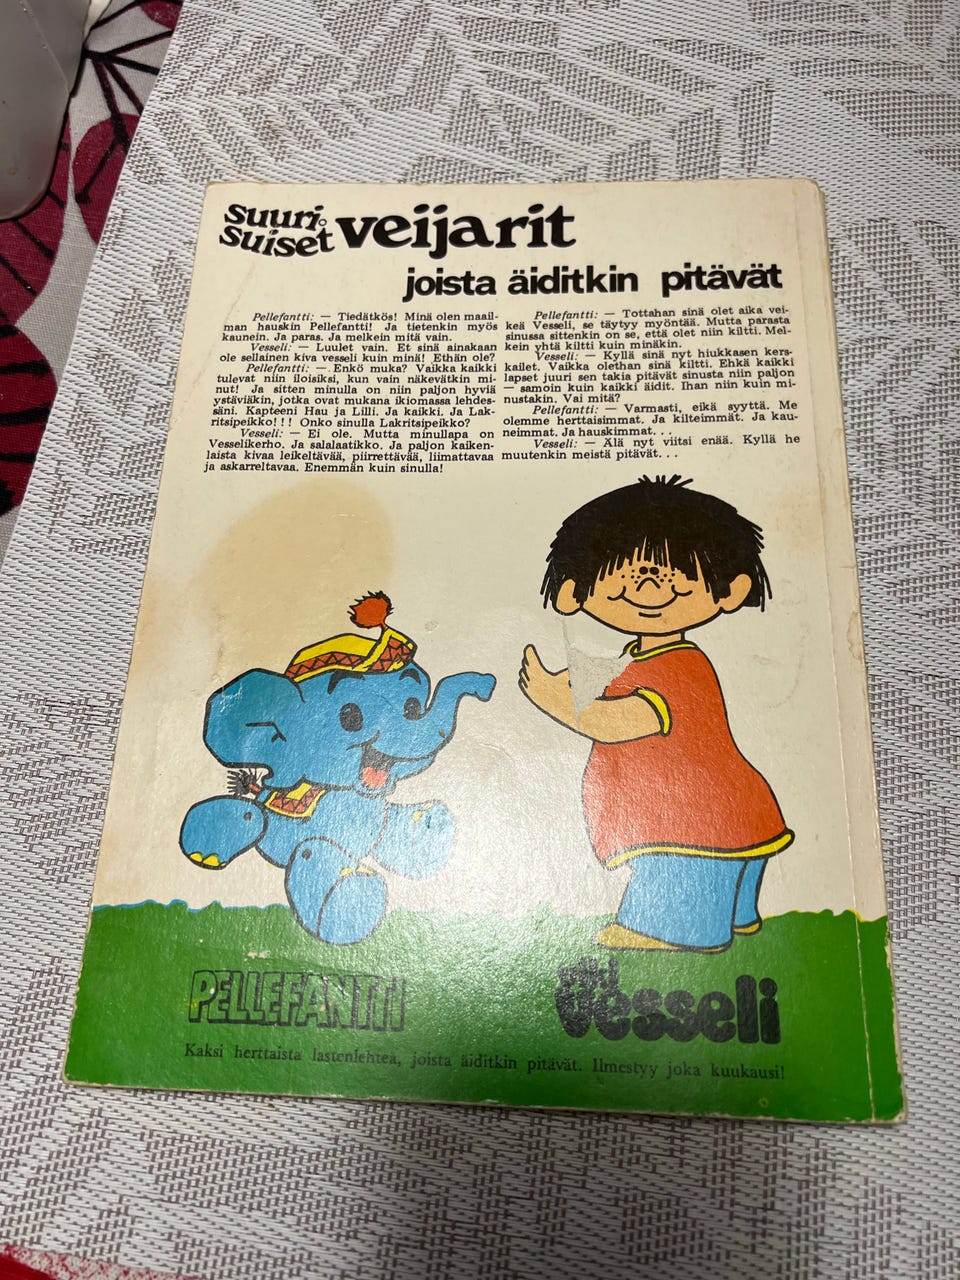 suuri-
suiset veijarit
joista äiditkin pitävät
Pellefantti: — Tiedätkös! Minä olen maail-
man hauskin Pellefantti! Ja tietenkin myös
kaunein. Ja paras. Ja melkein mitä vain.
Vesseli: — Luulet vain. Et sinä ainakaan
ole sellainen kiva vesseli kuin minä! Ethän ole?
Pellefantti: — Enkö muka? Vaikka kaikki
tulevat niin iloisiksi, kun vain näkevätkin mi-
nut! Ja sitten minulla on niin paljon hyviä
ystäviäkin, jotka ovat mukana ikiomassa lehdes-
säni. Kapteeni Hau ja Lilli. Ja kaikki. Ja Lak-
ritsipeikko!!! Onko sinulla Lakritsipeikko?
Vesseli: — Ei ole. Mutta minullapa on
Vesselikerho. Ja salalaatikko. Ja paljon kaiken-
laista kivaa leikeltävää, piirrettävää, liimattavaa
ja askarreltavaa. Enemmän kuin sinulla!
Pellefantti: — Tottahan sinä olet aika vei-
keä Vesseli, se täytyy myöntää. Mutta parasta
sinussa sittenkin on se, että olet niin kiltti. Mel-
kein yhtä kiltti kuin minäkin.
Vesseli: — Kyllä sinä nyt hiukkasen kers-
kailet. Vaikka olethan sinä kiltti. Ehkä kaikki
lapset juuri sen takia pitävät sinusta niin paljon
— samoin kuin kaikki äidit. Ihan niin kuin mi-
nustakin. Vai mitä?
Pellefantti: — Varmasti, eikä syyttä. Me
olemme herttaisimmat. Ja kilteimmät. Ja kau-
neimmat. Ja hauskimmat. . .
Vesseli: — Älä nyt viitsi enää. Kyllä he
muutenkin meistä pitävät. . .
PELLEFANTTI
Vesseli
Kaksi herttaista lastenlehteä, joista äiditkin pitävät. Ilmestyy joka kuukausi!